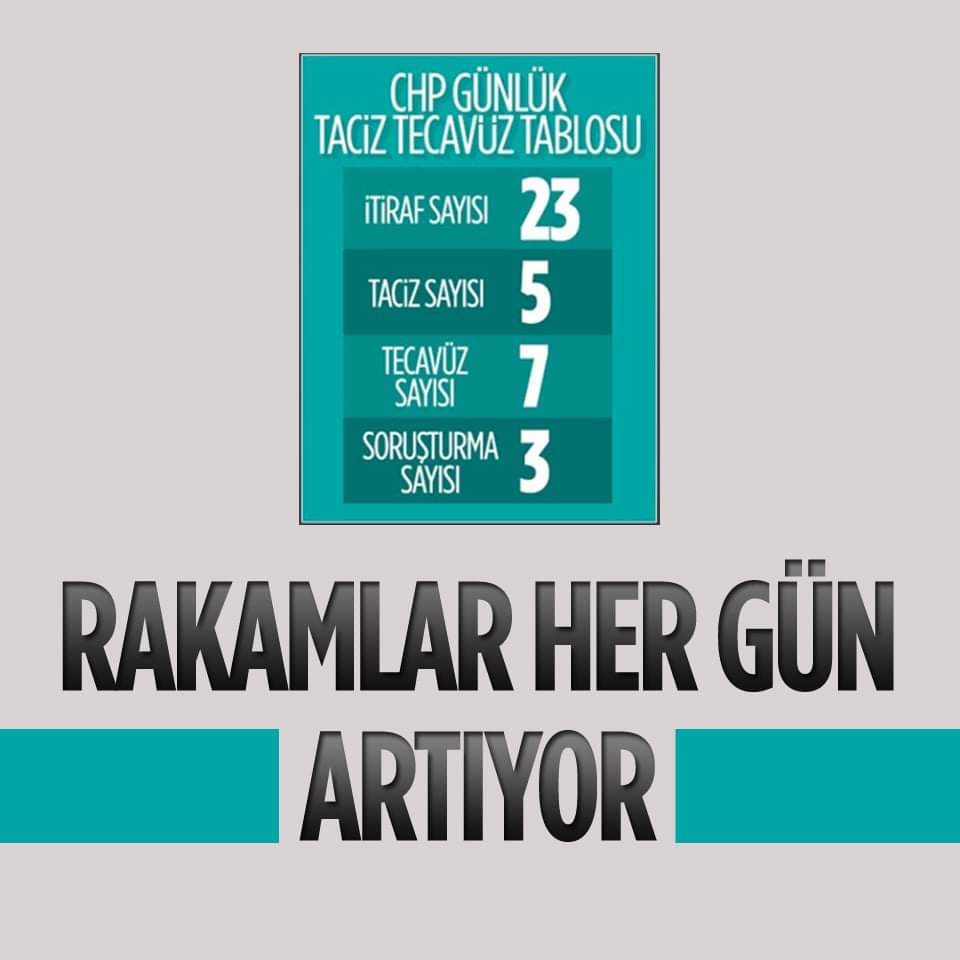 CHP GÜNLÜK
TACİZ TECAVÜZ TABLOSU
İTİRAF SAYISI 23
TACİZ SAYISI 5
TECAVÜZ
SAYISI 7
SORUŞTURMA
SAYISI 3
RAKAMLAR HER GÜN
ARTIYOR